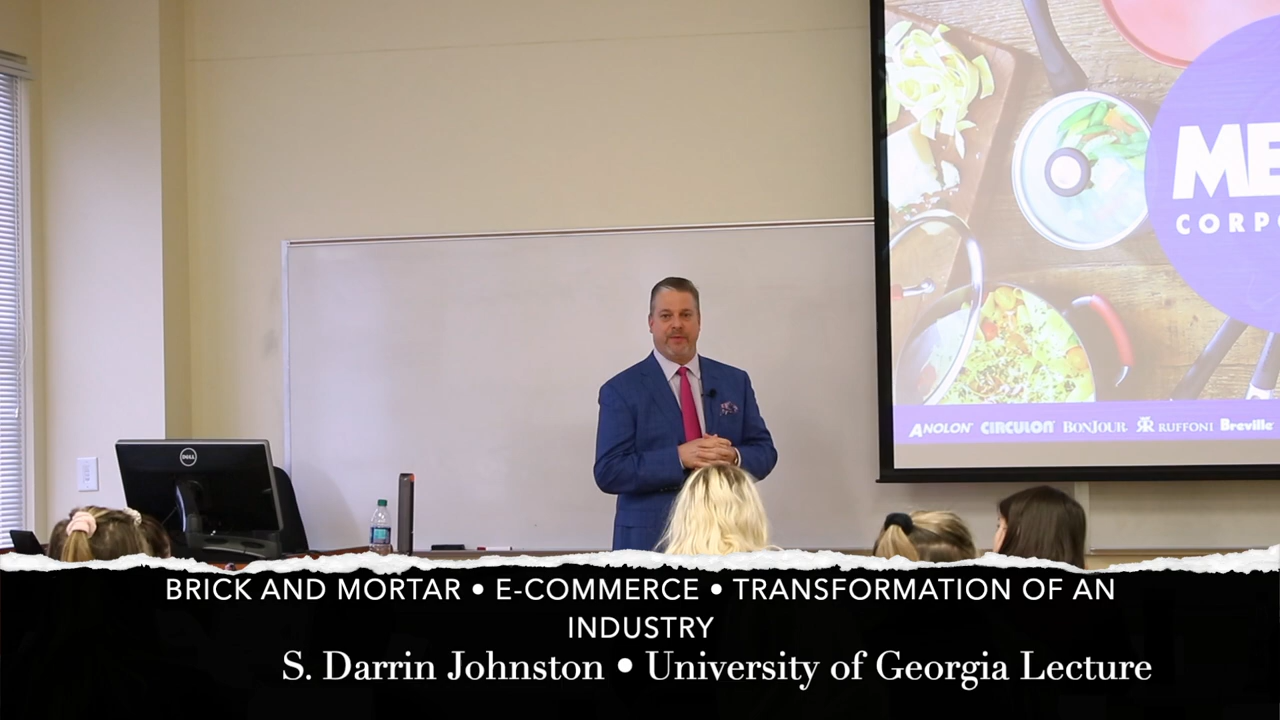 ME
CORPO
ANOLON CIRCULON BONJOUR RUFFONI Breville
DELL
BRICK AND MORTAR • E-COMMERCE • TRANSFORMATION OF AN
INDUSTRY
S. Darrin Johnston • University of Georgia Lecture